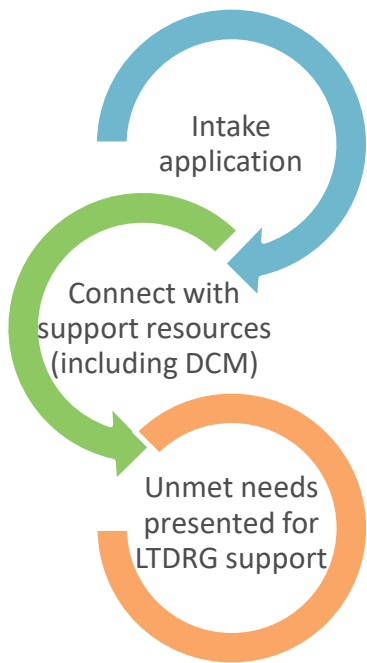 Intake
application
Connect with
support resources
(including DCM)
Unmet needs
presented for
LTDRG support